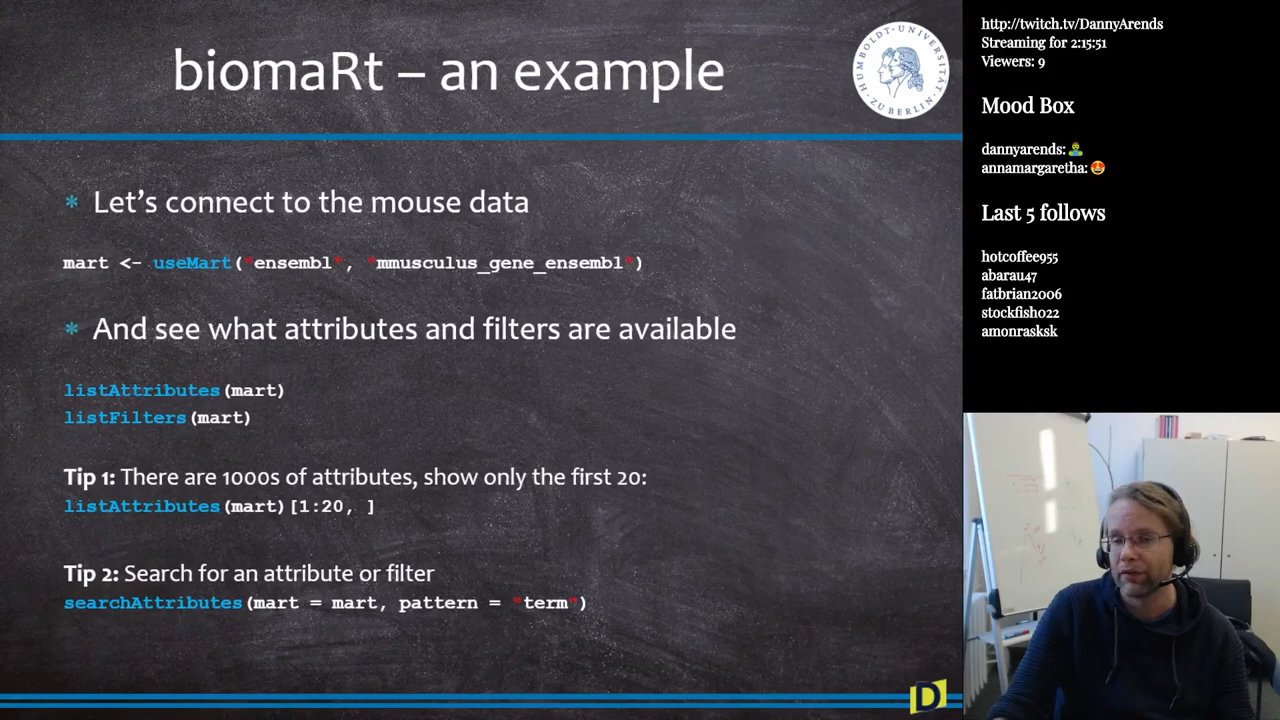 biomaRt – an example
HUMBOLDT-UNIVERSITÄT ZU BERLIN
* Let's connect to the mouse data
mart <- useMart("ensembl", "mmusculus_gene_ensembl")
* And see what attributes and filters are available
listAttributes(mart)
listFilters(mart)
Tip 1: There are 1000s of attributes, show only the first 20:
listAttributes(mart)[1:20, ]
Tip 2: Search for an attribute or filter
searchAttributes(mart = mart, pattern = "term")
D
http://twitch.tv/DannyArends
Streaming for 2:15:51
Viewers: 9
Mood Box
dannyarends: 🧟‍♂️
annamargaretha: 😍
Last 5 follows
hotcoffee955
abarau47
fatbrian2006
stockfish022
amonrasksk